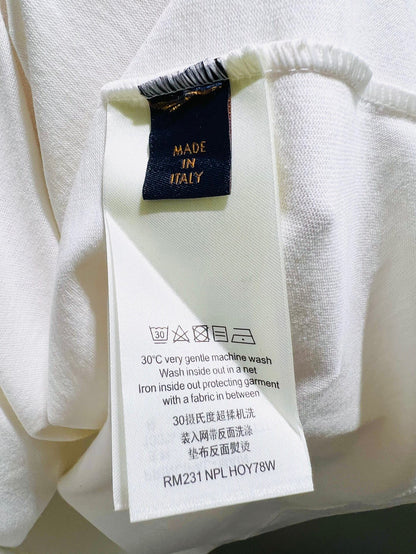 MADE
IN
ITALY
30
30℃ very gentle machine wash
Wash inside out in a net
Iron inside out protecting garment
with a fabric in between
30摄氏度超揉机洗
装入网带反面洗涤
垫布反面熨烫
RM231 NPL HOY78W